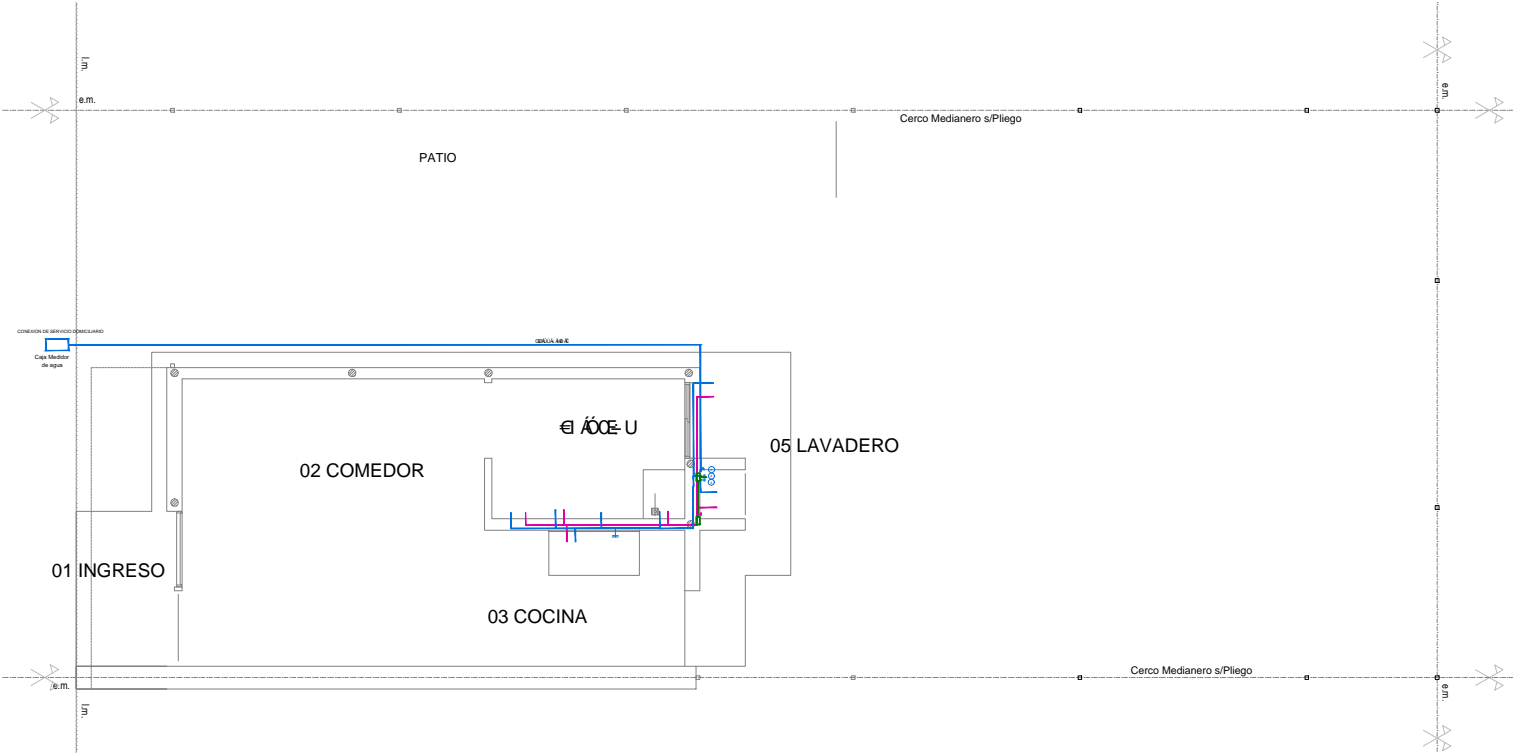 l.m.
e.m.
e.m.
Cerco Medianero s/Pliego
PATIO
CONEXION DE SERVICIO DOMICILIARIO
Caja Medidor
de agua
02 COMEDOR
05 LAVADERO
01 INGRESO
03 COCINA
Cerco Medianero s/Pliego
e.m.
e.m.
l.m.